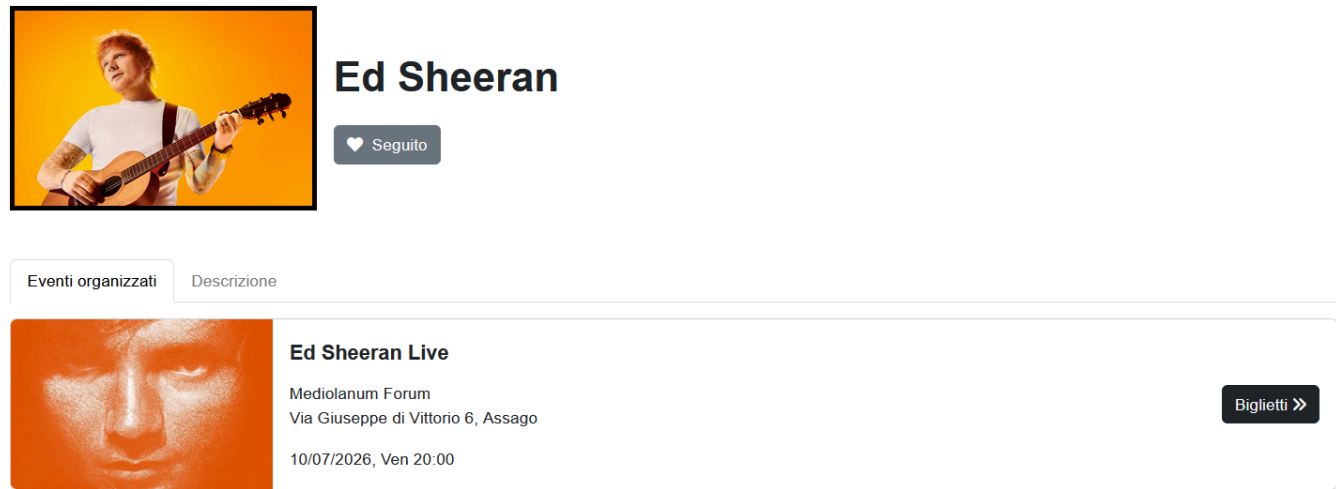 Ed Sheeran
Seguito
Eventi organizzati
Descrizione
Ed Sheeran Live
Mediolanum Forum
Via Giuseppe di Vittorio 6, Assago
10/07/2026, Ven 20:00
Biglietti